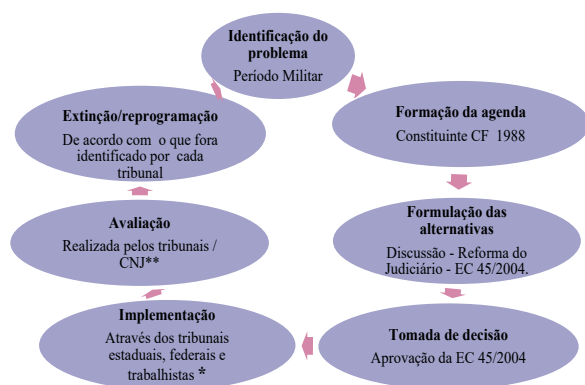 Identificação do
problema
Período Militar
Formação da agenda
Constituinte CF 1988
Formulação das
alternativas
Discussão - Reforma do
Judiciário - EC 45/2004.
Tomada de decisão
Aprovação da EC 45/2004
Implementação
Através dos tribunais
estaduais, federais e
trabalhistas *
Avaliação
Realizada pelos tribunais /
CNJ**
Extinção/reprogramação
De acordo com o que fora
identificado por cada
tribunal